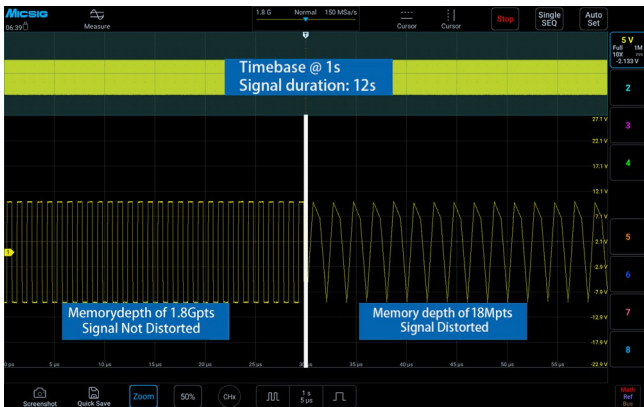 Micsig
06:39
Measure
1.8 G Normal 150 MSa/s
Cursor
Cursor
Stop
Single
SEQ
Auto
Set
5 V
Full 1M
10X
-2.133 V
2
3
4
5
6
7
8
Timebase @ 1s
Signal duration: 12s
27.1 V
22.1 V
17.1 V
12.1 V
7.1 V
2.1 V
-2.9 V
-7.9 V
-12.9 V
-17.9 V
-22.9 V
1
Memorydepth of 1.8Gpts
Signal Not Distorted
Memory depth of 18Mpts
Signal Distorted
0 ps
5 μs
10 μs
15 μs
20 μs
25 μs
35 μs
40 μs
45 μs
50 μs
55 μs
Screenshot
Quick Save
Zoom
50%
CHx
1 s
5 μs
Math
Ref
Bus